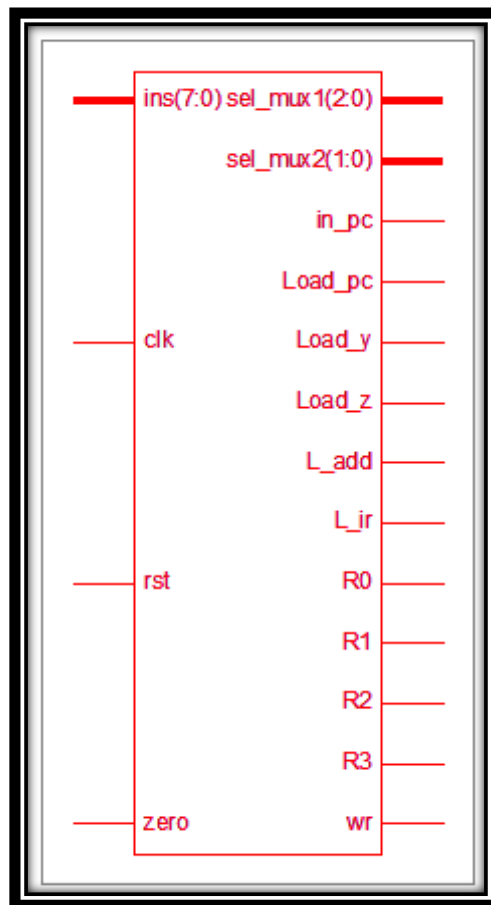 ins(7:0) sel_mux1(2:0)
sel_mux2(1:0)
in_pc
Load_pc
clk Load_y
Load_z
L_add
L_ir
rst R0
R1
R2
R3
zero wr